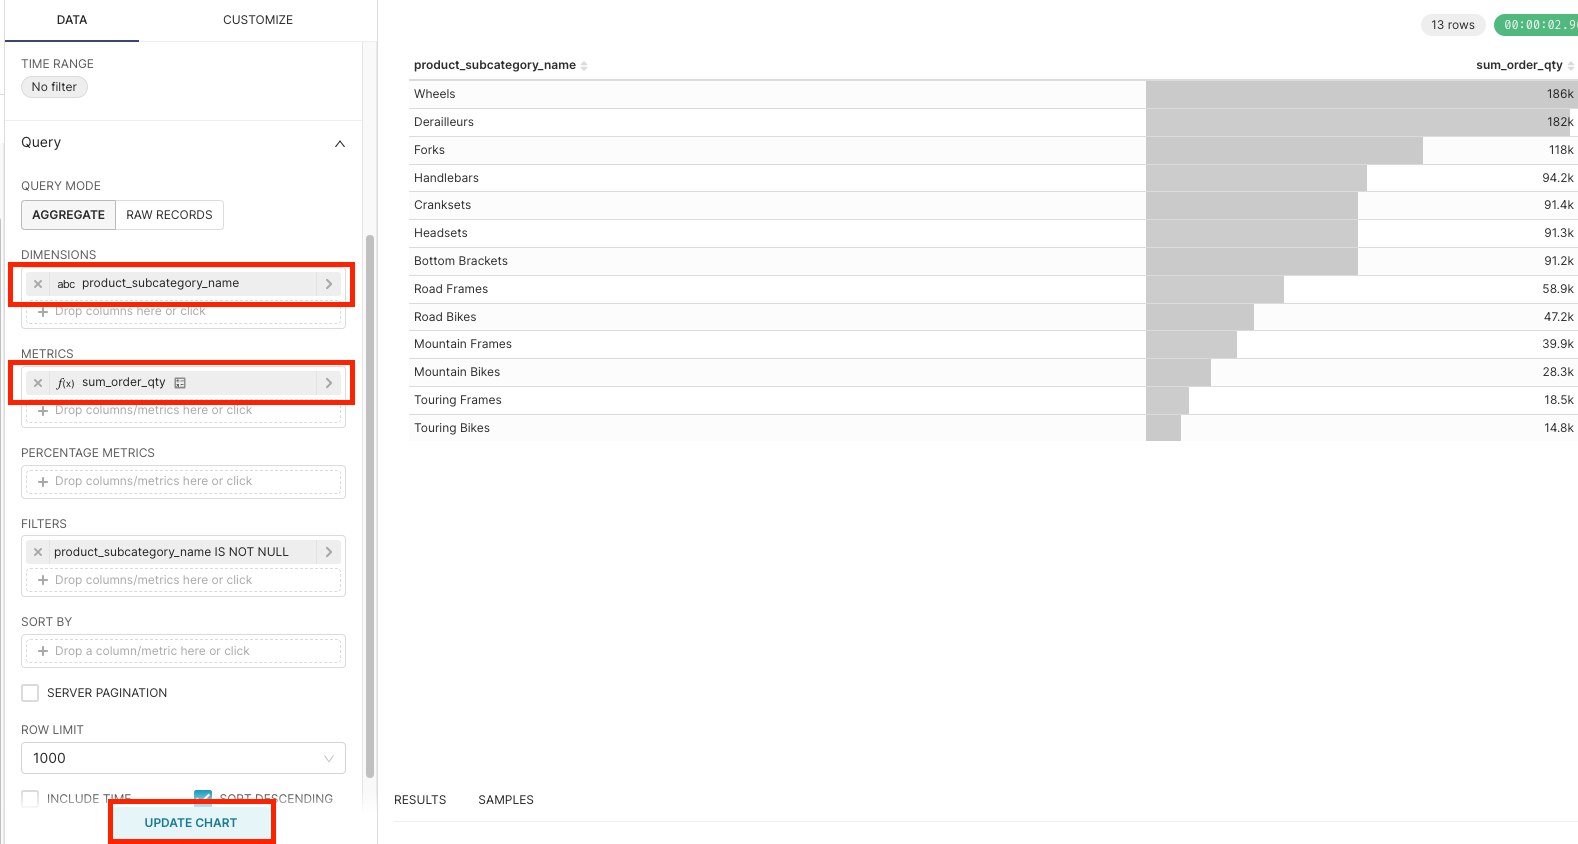 DATA
CUSTOMIZE
TIME RANGE
No filter
Query
QUERY MODE
AGGREGATE
RAW RECORDS
DIMENSIONS
abc product_subcategory_name
Drop columns here or click
METRICS
f(x) sum_order_qty
Drop columns/metrics here or click
PERCENTAGE METRICS
Drop columns/metrics here or click
FILTERS
product_subcategory_name IS NOT NULL
Drop columns/metrics here or click
SORT BY
Drop a column/metric here or click
SERVER PAGINATION
ROW LIMIT
1000
INCLUDE TIME
SORT DESCENDING
UPDATE CHART
13 rows
product_subcategory_name sum_order_qty
Wheels 186k
Derailleurs 182k
Forks 118k
Handlebars 94.2k
Cranksets 91.4k
Headsets 91.3k
Bottom Brackets 91.2k
Road Frames 58.9k
Road Bikes 47.2k
Mountain Frames 39.9k
Mountain Bikes 28.3k
Touring Frames 18.5k
Touring Bikes 14.8k
RESULTS
SAMPLES